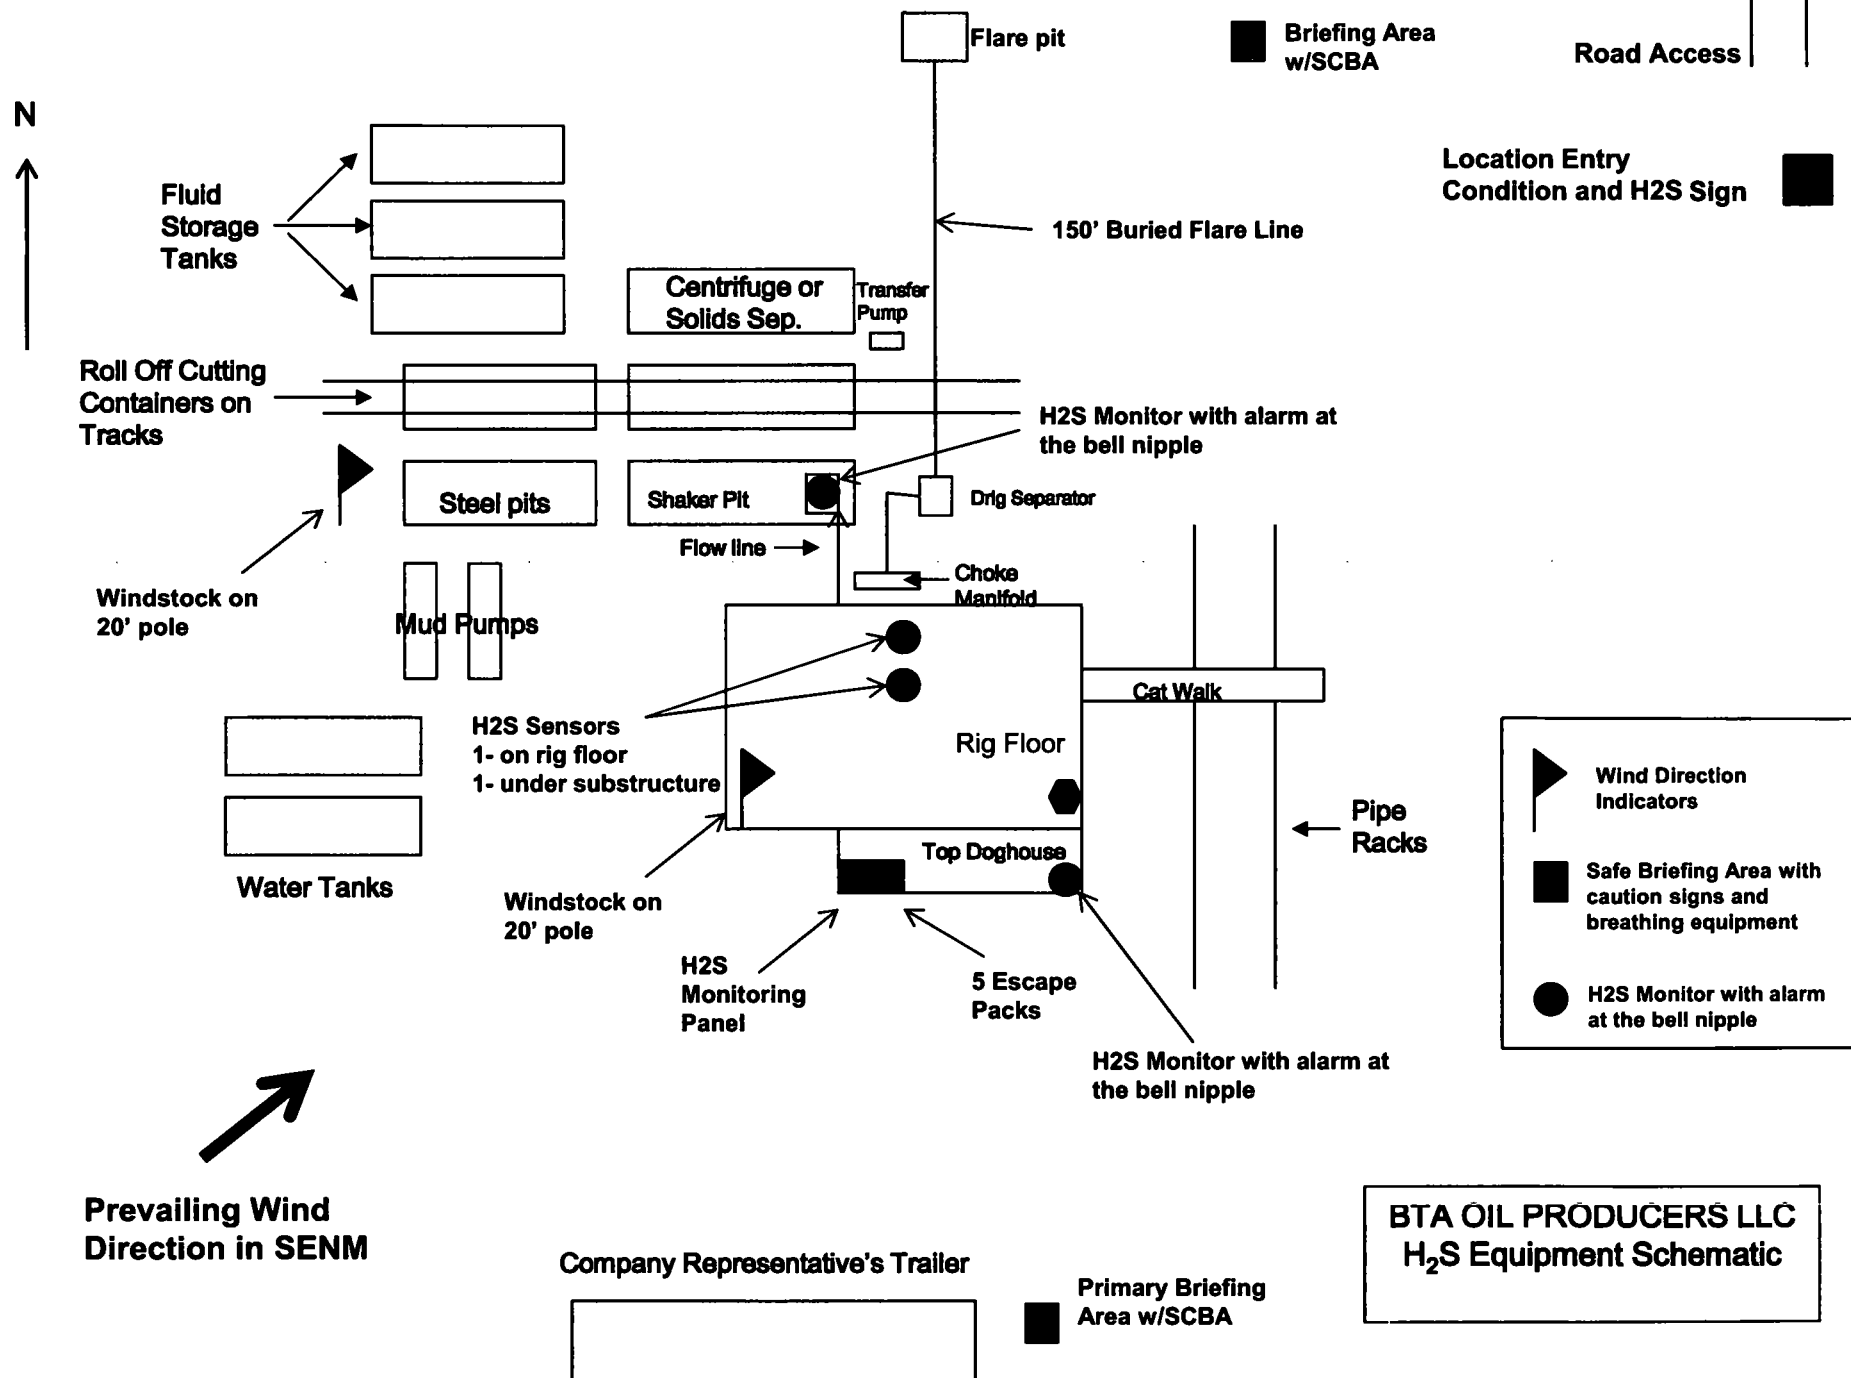 Flare pit
Briefing Area
w/SCBA
Road Access
N
Location Entry
Condition and H2S Sign
Fluid
Storage
Tanks
150' Buried Flare Line
Centrifuge or
Solids Sep.
Transfer
Pump
Roll Off Cutting
Containers on
Tracks
H2S Monitor with alarm at
the bell nipple
Steel pits
Shaker Pit
Drlg Separator
Flow line
Choke
Manifold
Windstock on
20' pole
Mud Pumps
Cat Walk
H2S Sensors
1- on rig floor
1- under substructure
Rig Floor
Wind Direction
Indicators
Pipe
Racks
Top Doghouse
Safe Briefing Area with
caution signs and
breathing equipment
Water Tanks
Windstock on
20' pole
H2S
Monitoring
Panel
5 Escape
Packs
H2S Monitor with alarm
at the bell nipple
H2S Monitor with alarm at
the bell nipple
Prevailing Wind
Direction in SENM
BTA OIL PRODUCERS LLC
H₂S Equipment Schematic
Company Representative's Trailer
Primary Briefing
Area w/SCBA